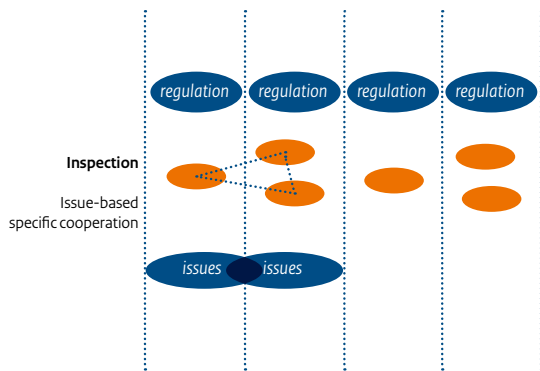 regulation regulation regulation regulation
Inspection
Issue-based
specific cooperation
issues issues